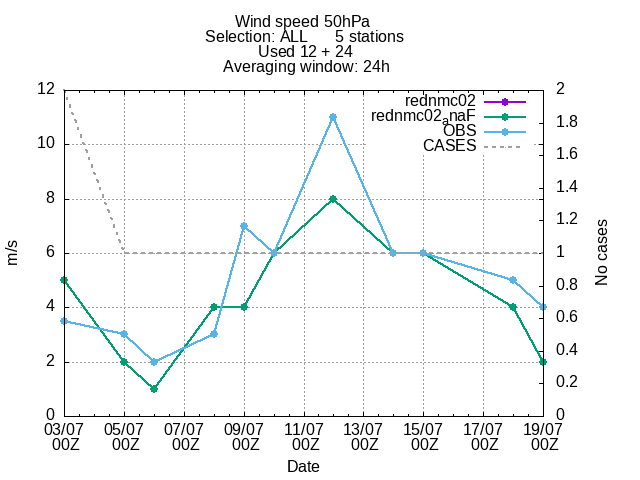 Wind speed 50hPa
Selection: ALL 5 stations
Used 12 + 24
Averaging window: 24h
rednmc02
rednmc02anaF
OBS
CASES
12
10
8
6
4
2
0
m/s
2
1.8
1.6
1.4
1.2
1
0.8
0.6
0.4
0.2
0
No cases
03/07 05/07 07/07 09/07 11/07 13/07 15/07 17/07 19/07
00Z 00Z 00Z 00Z 00Z 00Z 00Z 00Z 00Z
Date